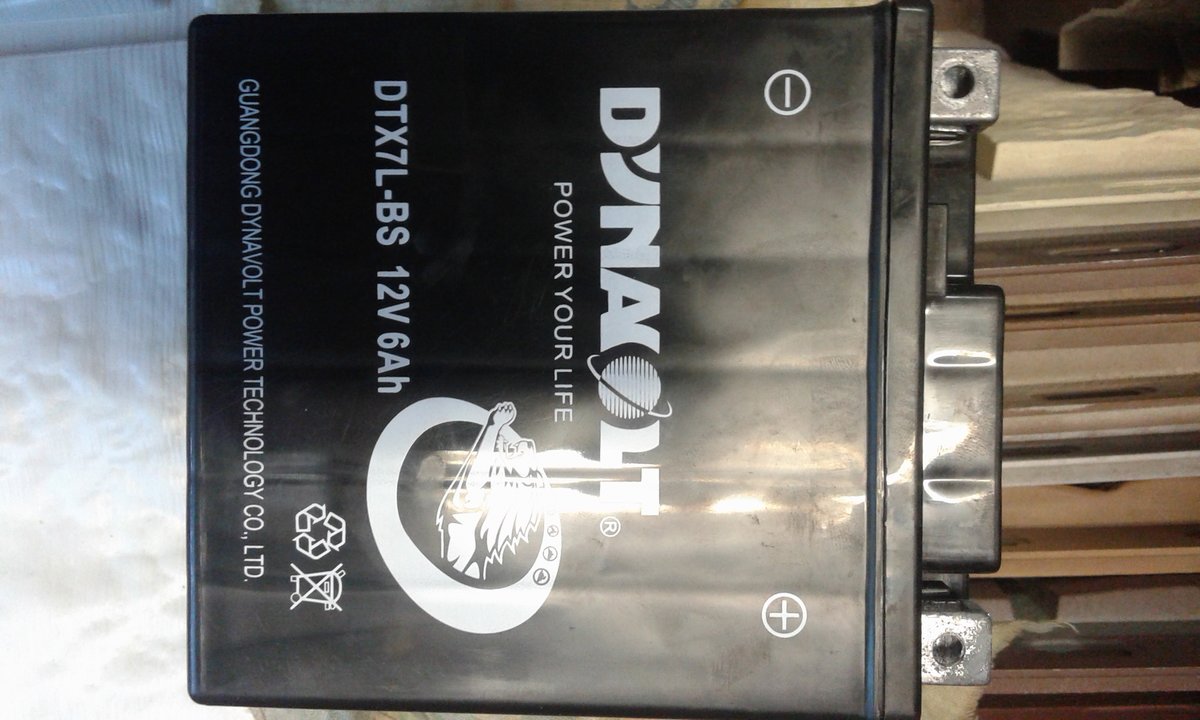 ⊖ ⊕
DYNAVOLT®
POWER YOUR LIFE
DTX7L-BS 12V 6Ah
GUANGDONG DYNAVOLT POWER TECHNOLOGY CO., LTD.